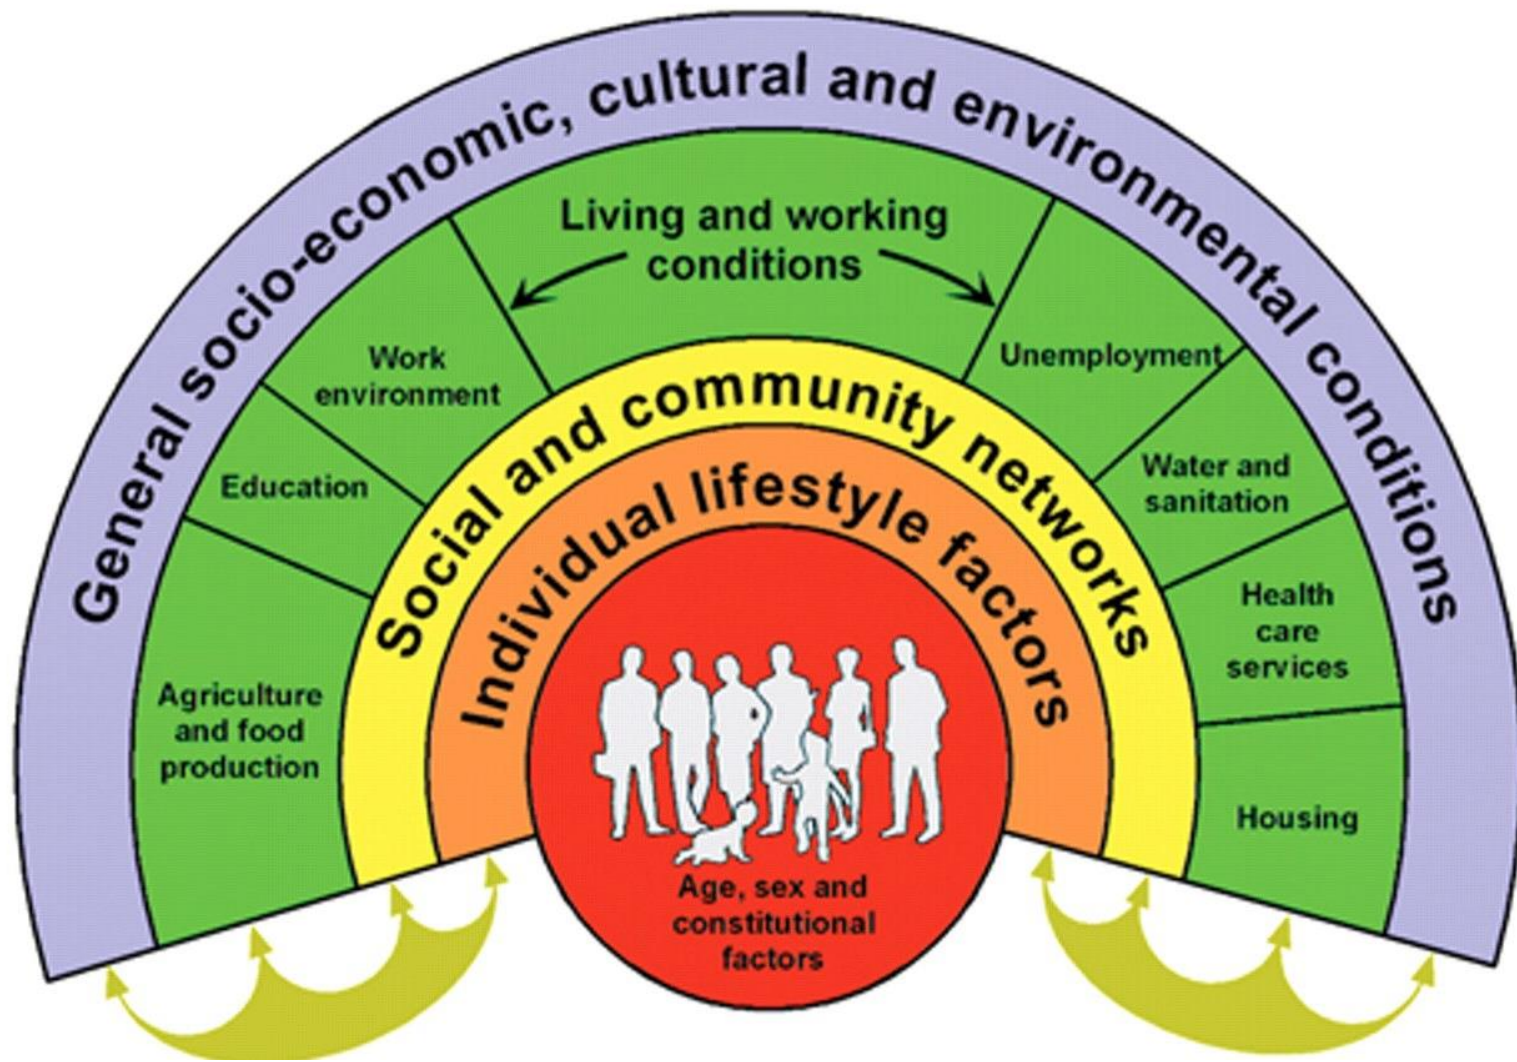 General socio-economic, cultural and environmental conditions
Living and working
conditions
Work
environment
Unemployment
Education
Water and
sanitation
Agriculture
and food
production
Health
care
services
Housing
Social and community networks
Individual lifestyle factors
Age, sex and
constitutional
factors